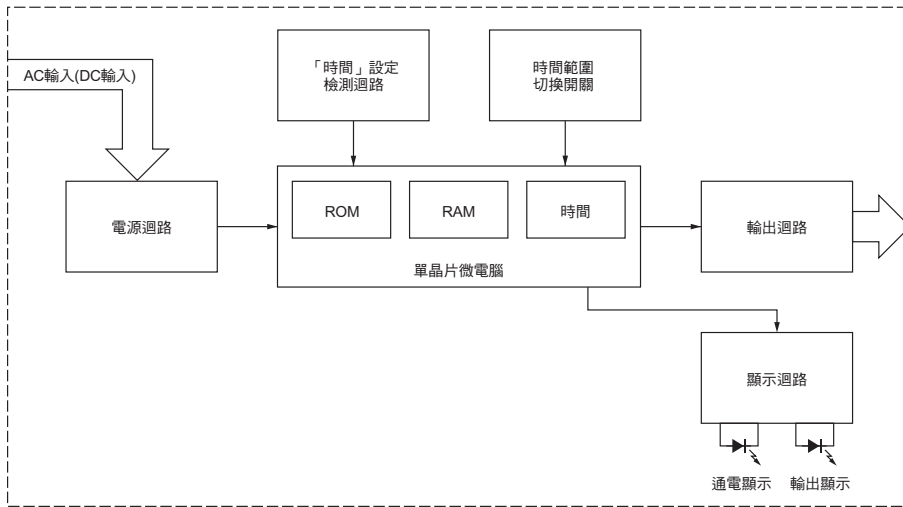 AC輸入(DC輸入)
「時間」設定
檢測迴路
時間範圍
切換開關
電源迴路
ROM
RAM
時間
單晶片微電腦
輸出迴路
顯示迴路
通電顯示
輸出顯示